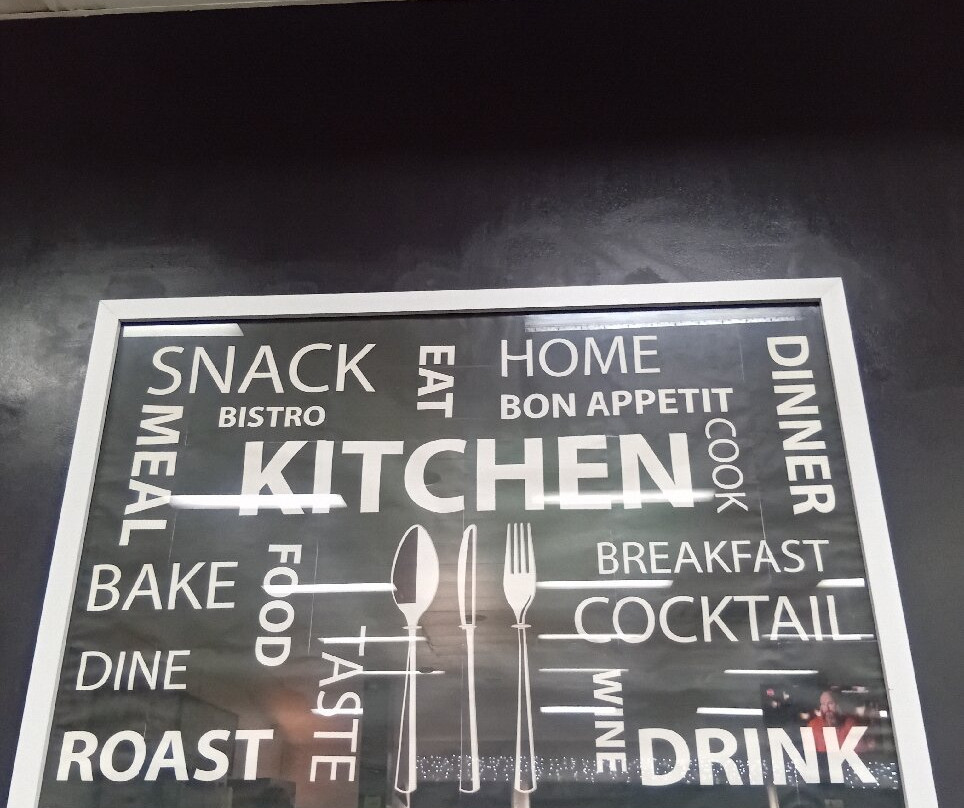 SNACK
EAT
HOME
DINNER
BISTRO
BON APPETIT
MEAL
KITCHEN
COOK
BAKE
FOOD
BREAKFAST
COCKTAIL
DINE
TASTE
WINE
ROAST
DRINK